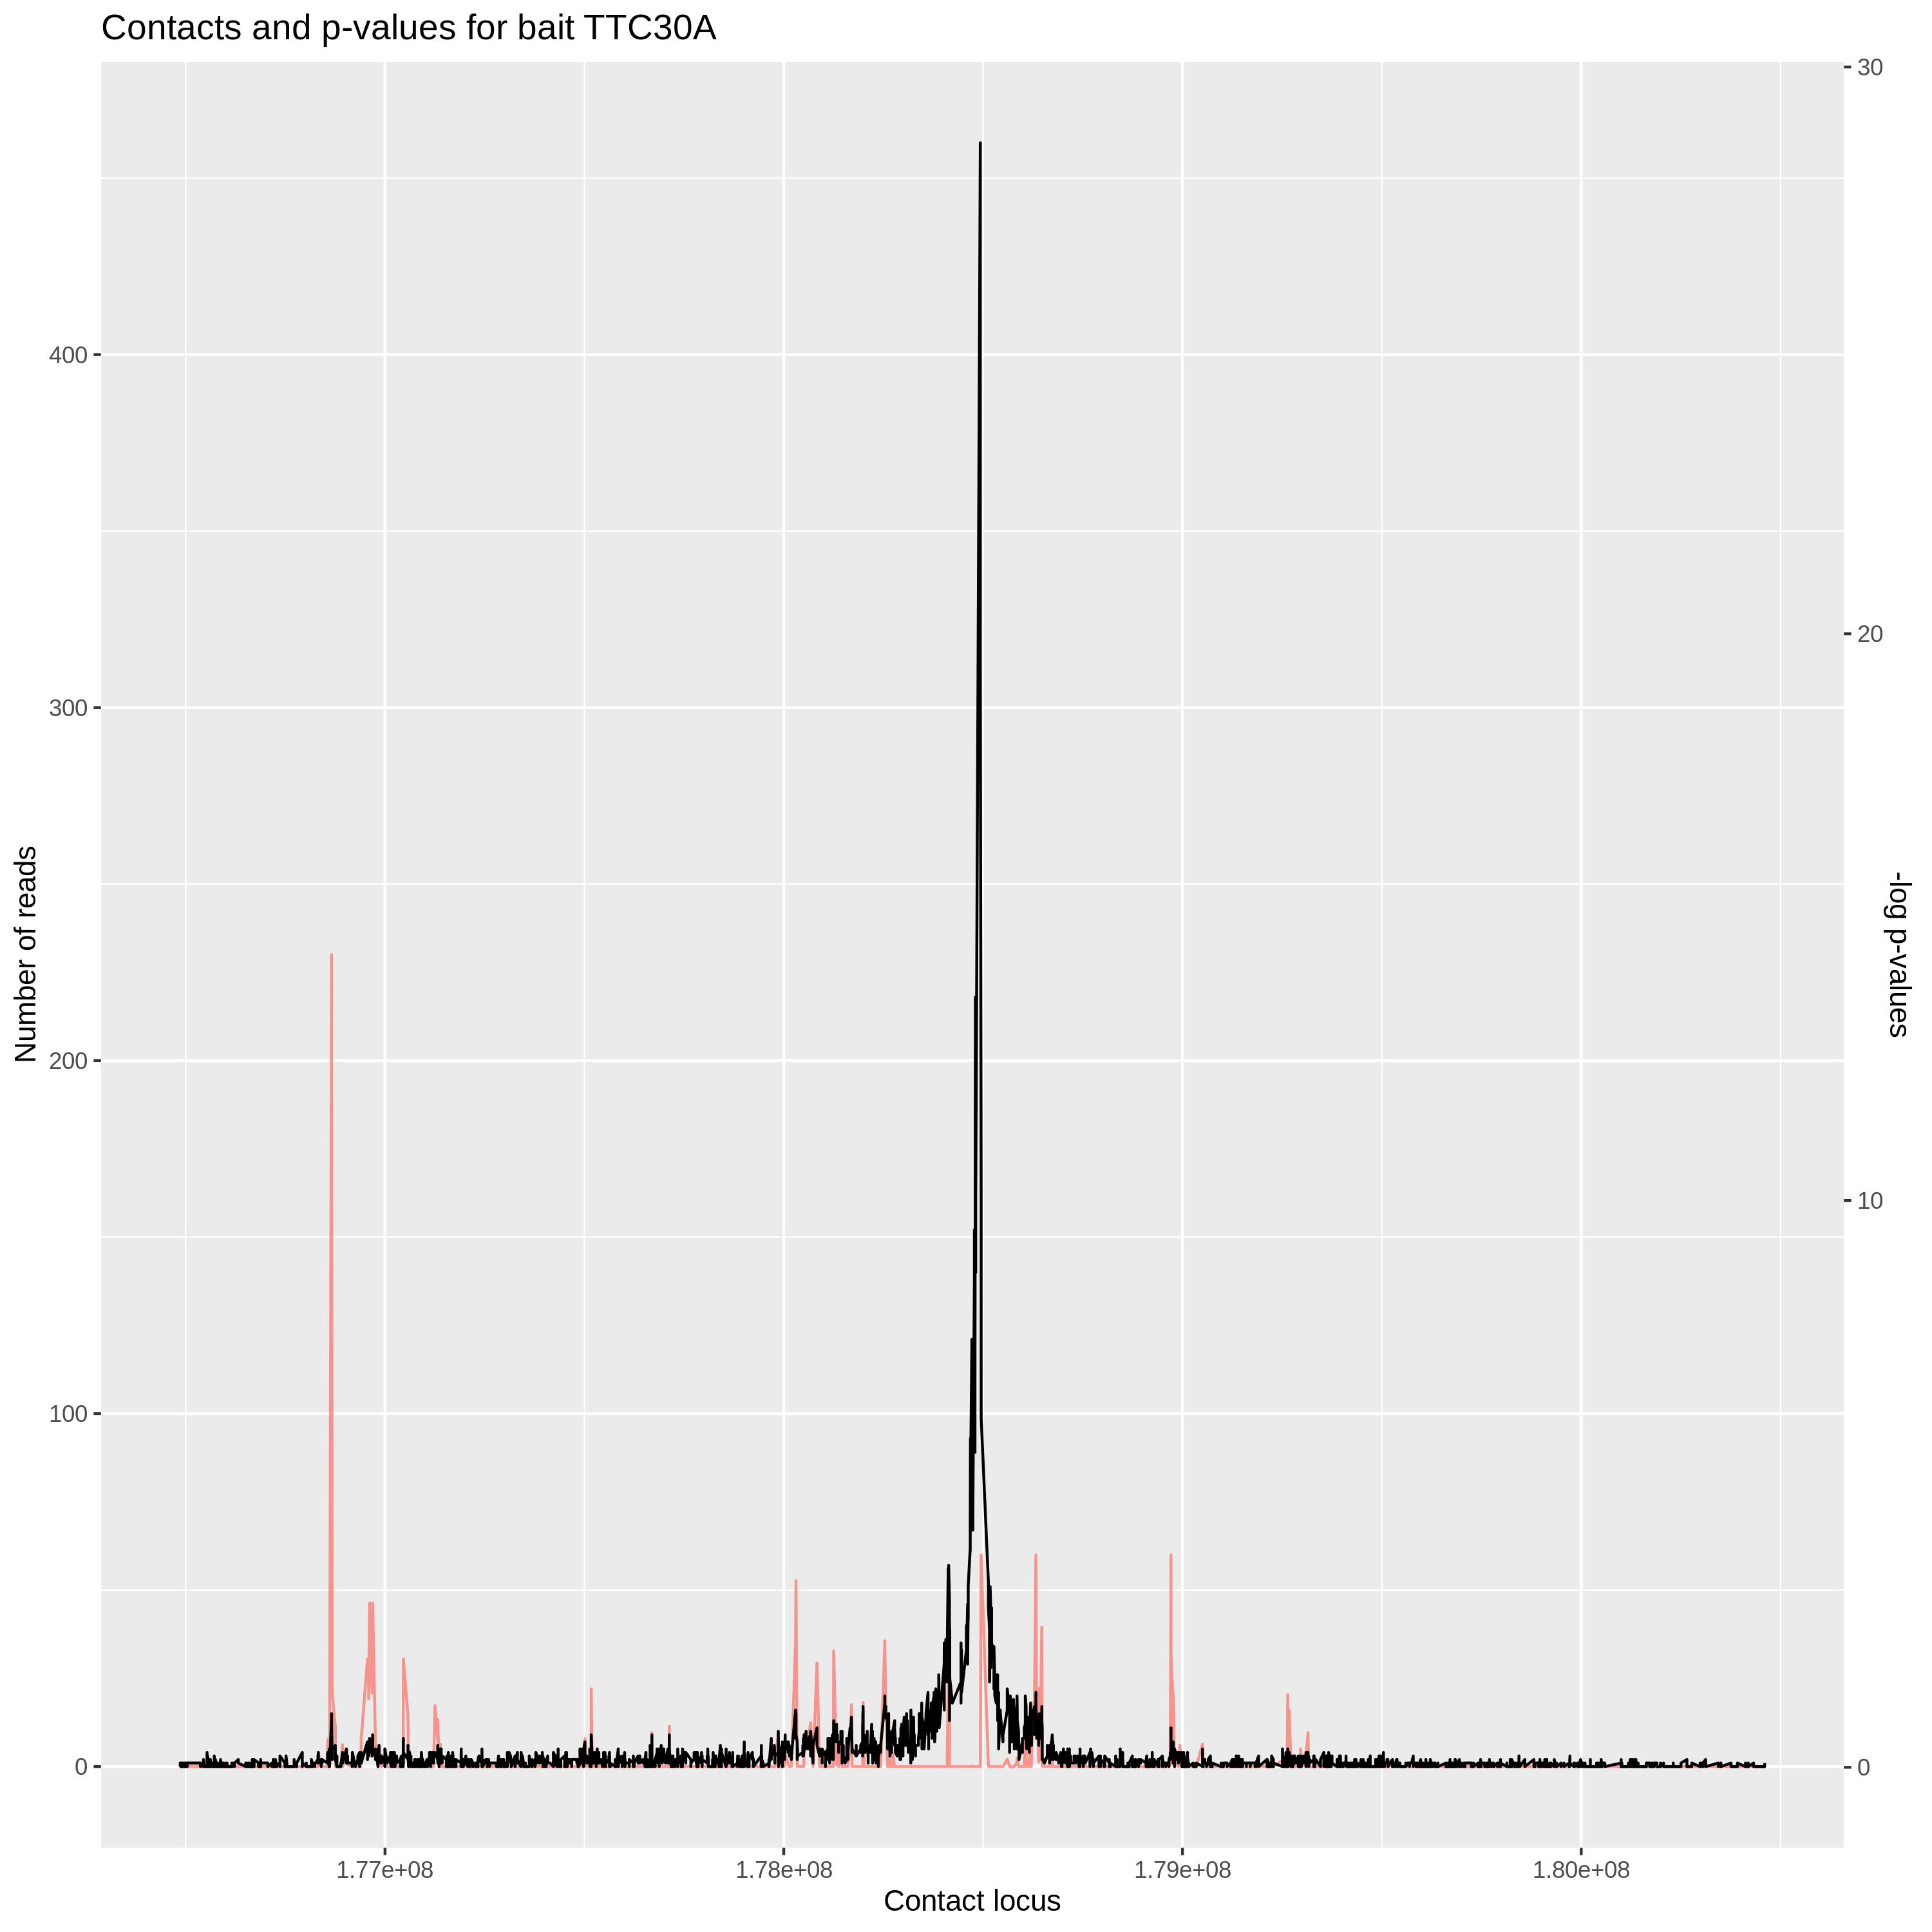 Contacts and p-values for bait TTC30A
30
400
20
300
Number of reads
-log p-values
200
10
100
0
0
1.77e+08
1.78e+08
1.79e+08
1.80e+08
Contact locus